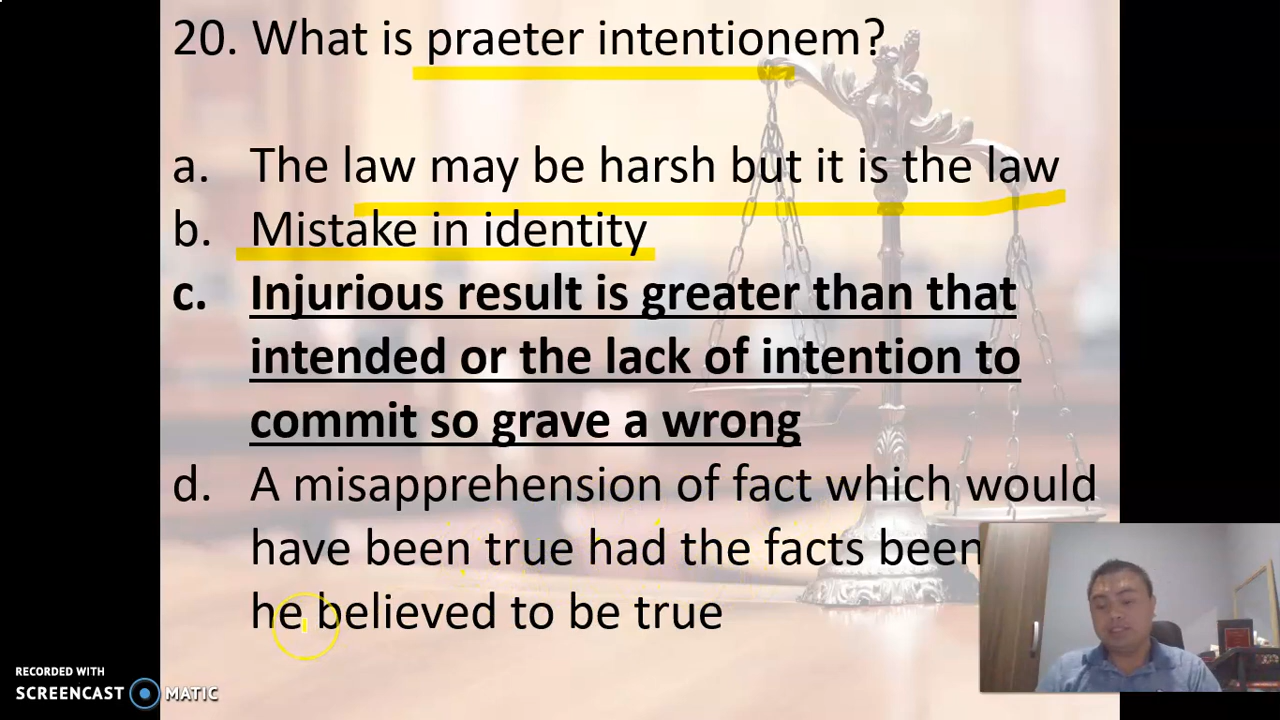 20. What is praeter intentionem?
a. The law may be harsh but it is the law
b. Mistake in identity
c. Injurious result is greater than that
intended or the lack of intention to
commit so grave a wrong
d. A misapprehension of fact which would
have been true had the facts been
he believed to be true
RECORDED WITH
SCREENCAST MATIC